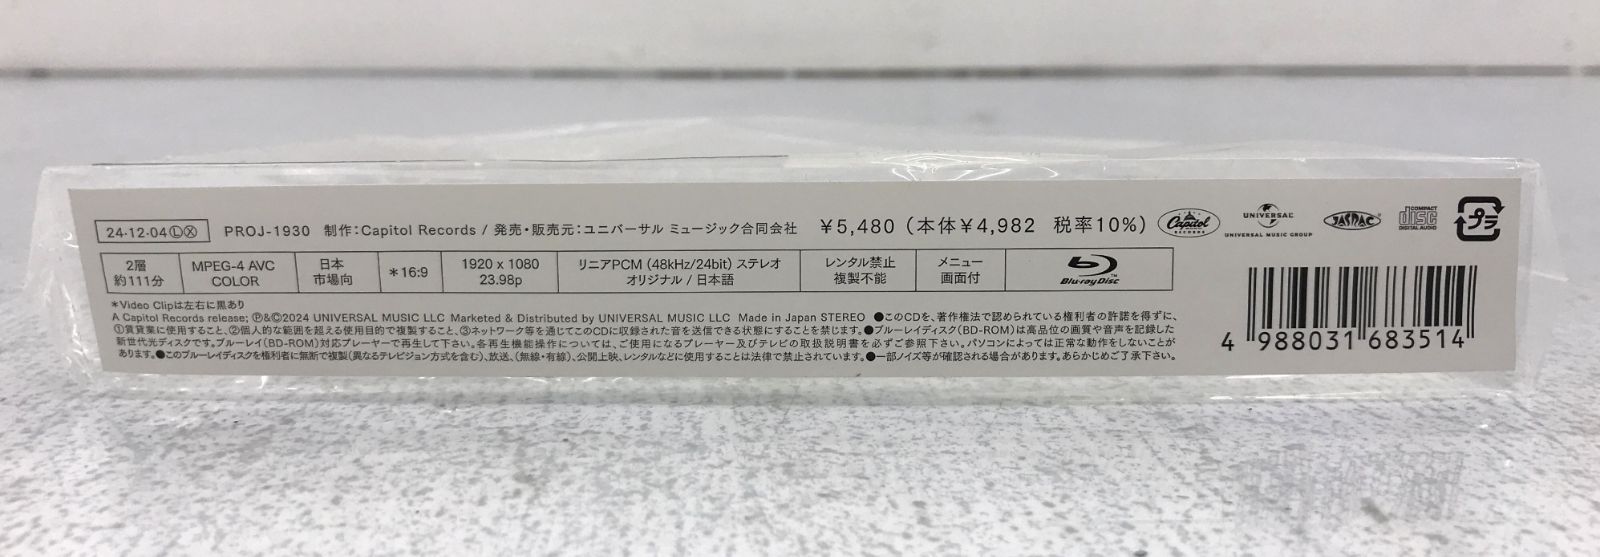 24·12·04ⓁⓍ PROJ-1930 制作：Capitol Records / 発売・販売元：ユニバーサル ミュージック合同会社 ¥5,480（本体¥4,982 税率10%）
Capitol RECORDS
UNIVERSAL
UNIVERSAL MUSIC GROUP
JASRAC
COMPACT disc DIGITAL AUDIO
プラ
2層 約111分
MPEG-4 AVC COLOR
日本市場向
*16:9
1920 x 1080 23.98p
リニアPCM (48kHz/24bit) ステレオ オリジナル / 日本語
レンタル禁止 複製不能
メニュー画面付
Blu-ray Disc
*Video Clipは左右に黒あり
A Capitol Records release; Ⓟ&©2024 UNIVERSAL MUSIC LLC Marketed & Distributed by UNIVERSAL MUSIC LLC Made in Japan STEREO ●このCDを、著作権法で認められている権利者の許諾を得ずに、
①賃貸業に使用すること、②個人的な範囲を超える使用目的で複製すること、③ネットワーク等を通じてこのCDに収録された音を送信できる状態にすることを禁じます。●ブルーレイディスク(BD-ROM)は高品位の画質や音声を記録した
新世代光ディスクです。ブルーレイ(BD-ROM)対応プレーヤーで再生して下さい。各再生機能操作については、ご使用になるプレーヤー及びテレビの取扱説明書を必ずご参照下さい。パソコンによっては正常な動作をしないことが
あります。●このブルーレイディスクを権利者に無断で複製(異なるテレビジョン方式を含む)、放送、(無線・有線)、公開上映、レンタルなどに使用することは法律で禁止されています。●一部ノイズ等が確認される場合があります。あらかじめご了承下さい。
4 988031 683514